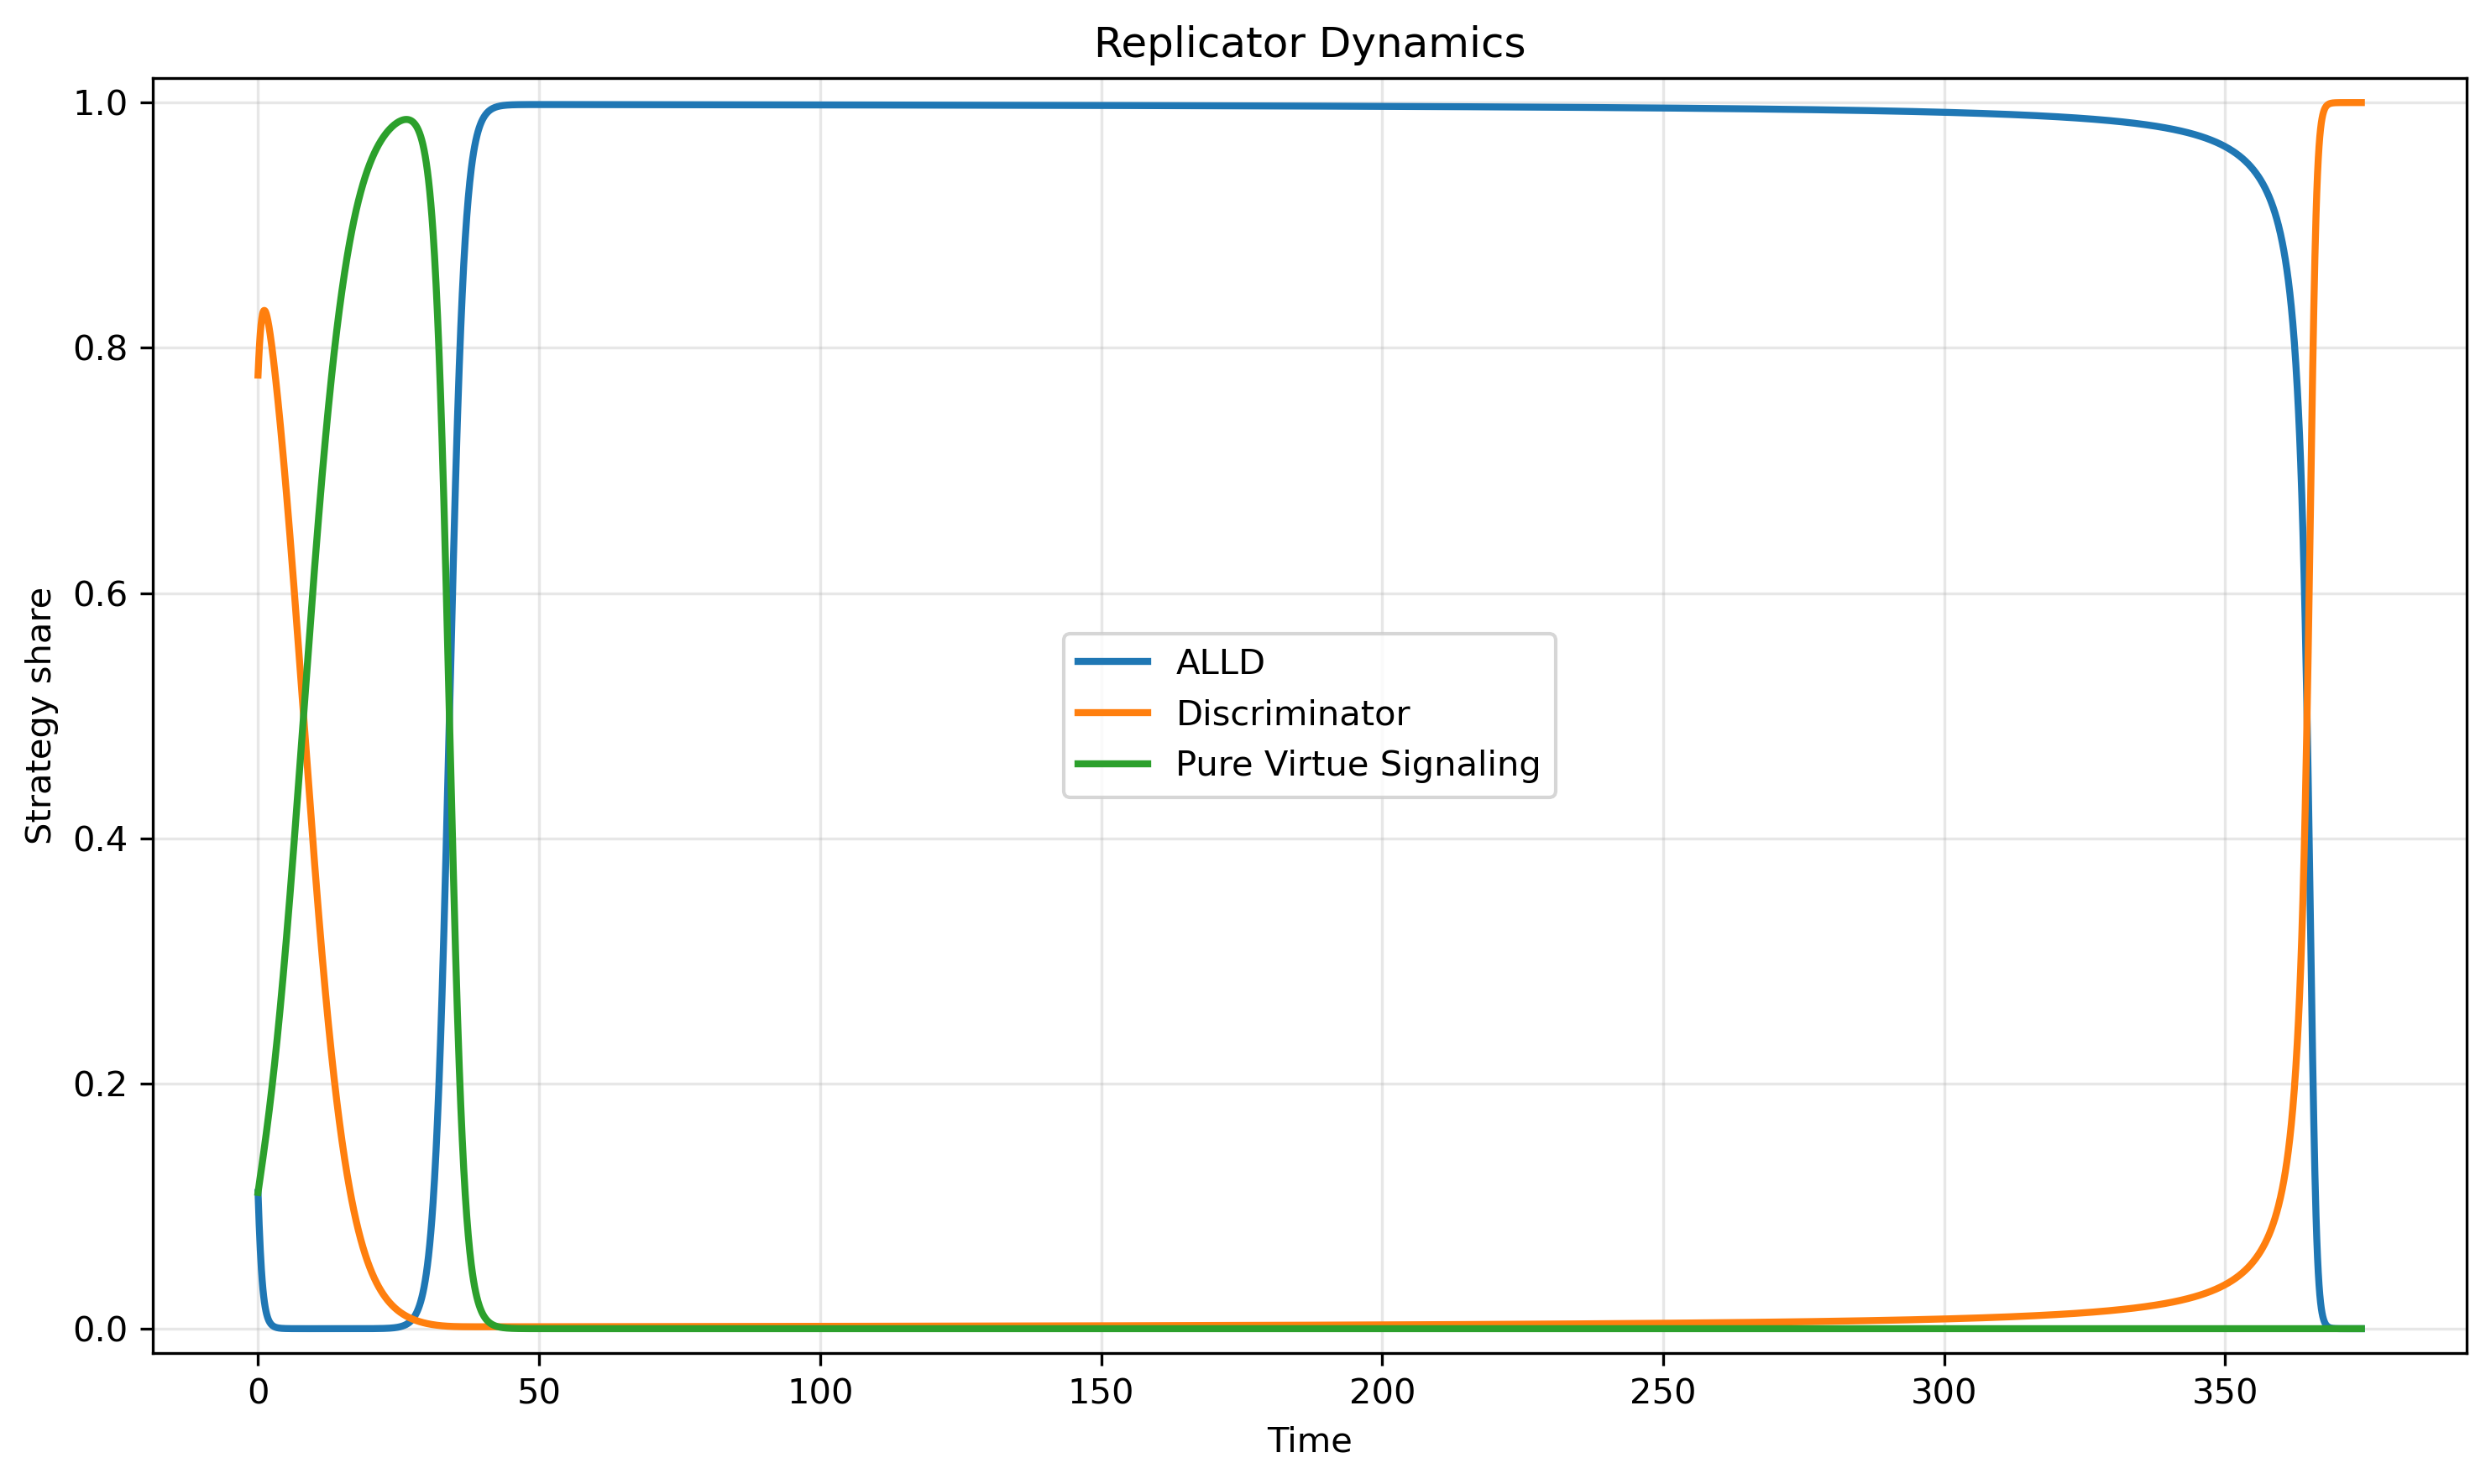 Replicator Dynamics
1.0
0.8
0.6
0.4
0.2
0.0
Strategy share
ALLD
Discriminator
Pure Virtue Signaling
0 50 100 150 200 250 300 350
Time